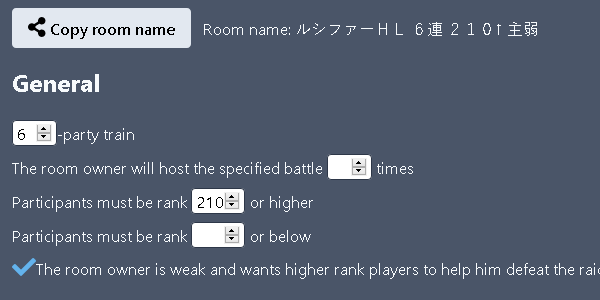 Copy room name Room name: ルシファーＨＬ ６連 ２１０↑主弱
General
6 -party train
The room owner will host the specified battle times
Participants must be rank 210 or higher
Participants must be rank or below
The room owner is weak and wants higher rank players to help him defeat the raid